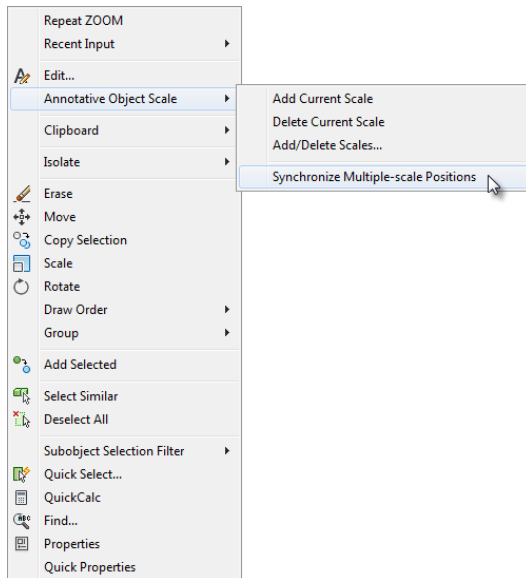 Repeat ZOOM
Recent Input
Edit...
Annotative Object Scale
Clipboard
Isolate
Erase
Move
Copy Selection
Scale
Rotate
Draw Order
Group
Add Selected
Select Similar
Deselect All
Subobject Selection Filter
Quick Select...
QuickCalc
Find...
Properties
Quick Properties
Add Current Scale
Delete Current Scale
Add/Delete Scales...
Synchronize Multiple-scale Positions